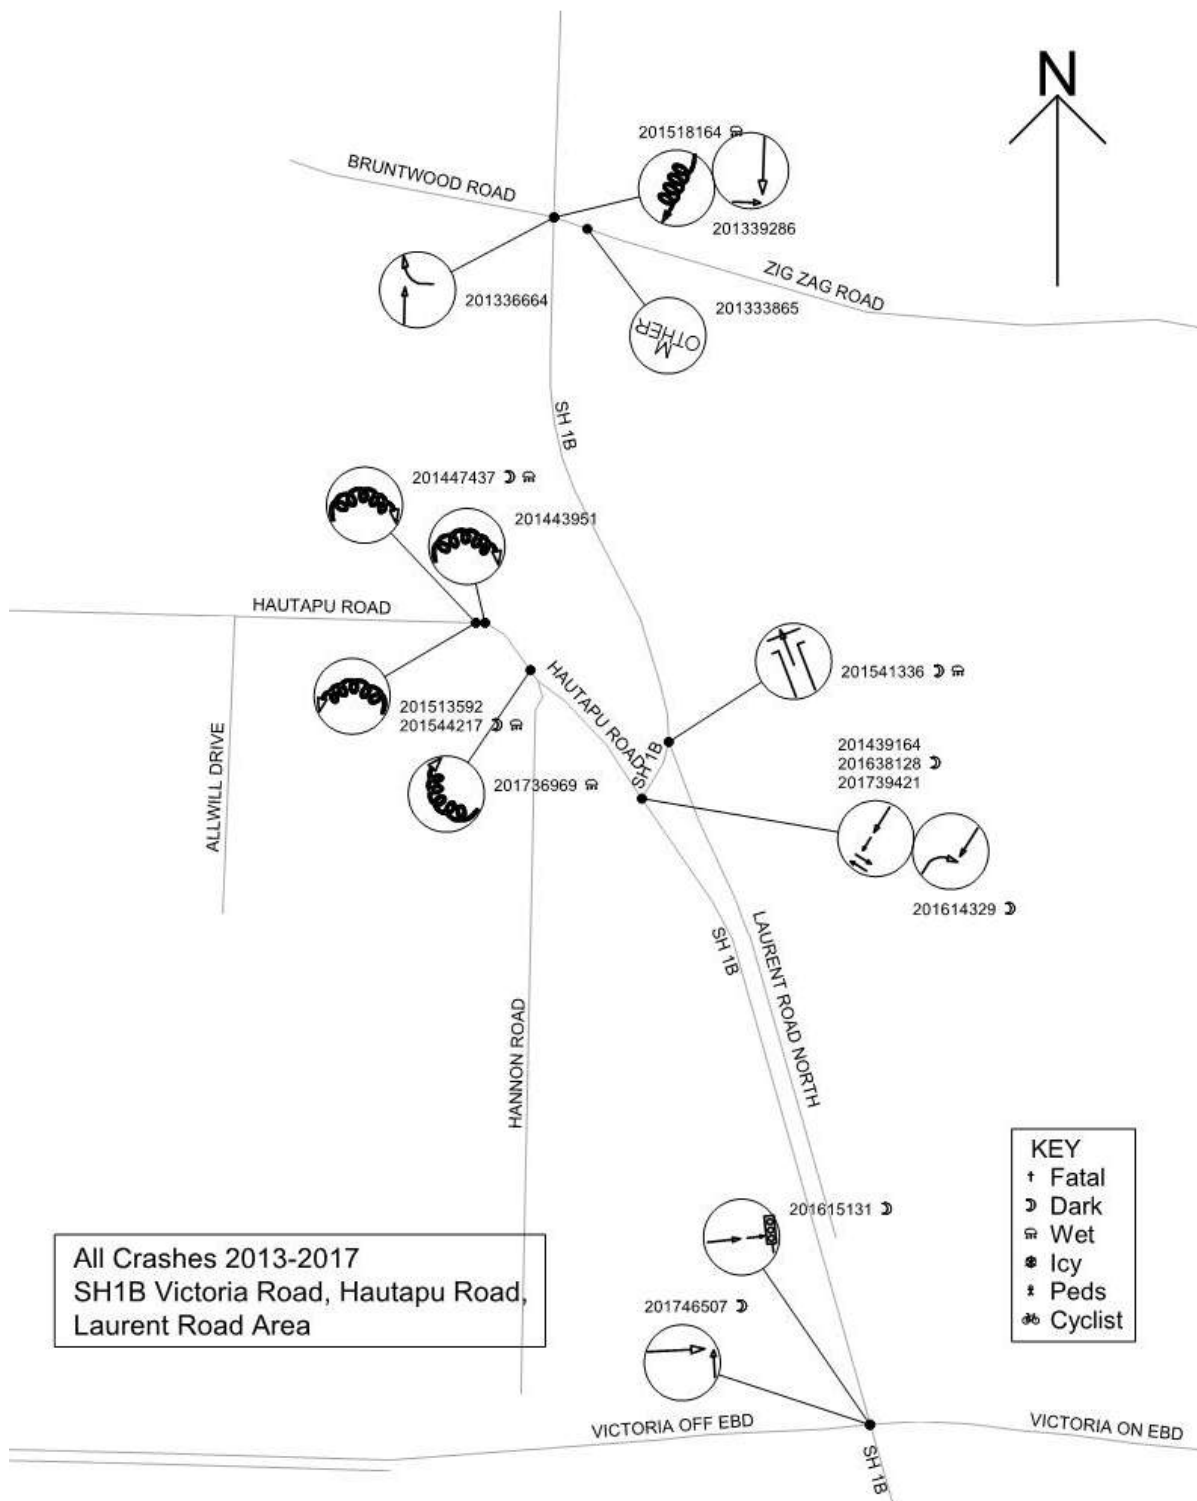 N
201518164
BRUNTWOOD ROAD
201339286
ZIG ZAG ROAD
201336664
201333865
M
OTHER
SH 1B
201447437
201443951
HAUTAPU ROAD
HAUTAPU ROAD
201541336
201513592
201544217
SH 1B
201439164
201638128
201739421
ALLWILL DRIVE
201736969
201614329
SH 1B
LAURENT ROAD NORTH
HANNON ROAD
KEY
Fatal
Dark
Wet
Icy
Peds
Cyclist
201615131
All Crashes 2013-2017
SH1B Victoria Road, Hautapu Road,
Laurent Road Area
201746507
VICTORIA OFF EBD
VICTORIA ON EBD
SH 1B